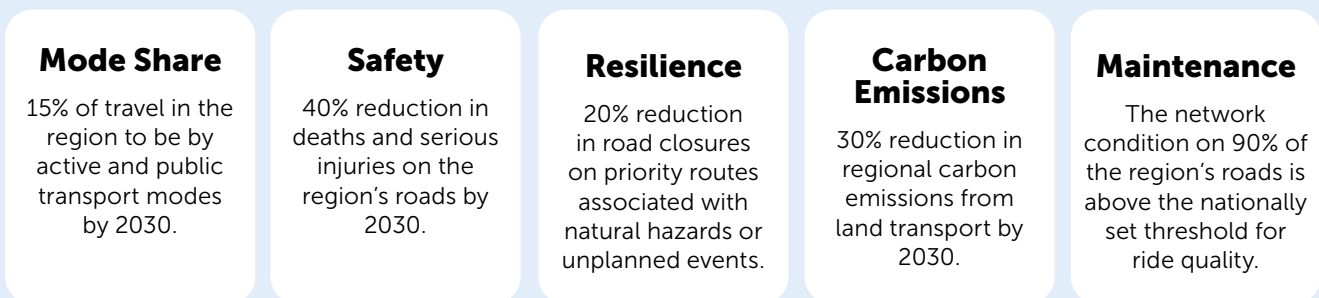 Mode Share
15% of travel in the
region to be by
active and public
transport modes
by 2030.
Safety
40% reduction in
deaths and serious
injuries on the
region's roads by
2030.
Resilience
20% reduction
in road closures
on priority routes
associated with
natural hazards or
unplanned events.
Carbon
Emissions
30% reduction in
regional carbon
emissions from
land transport by
2030.
Maintenance
The network
condition on 90% of
the region's roads is
above the nationally
set threshold for
ride quality.